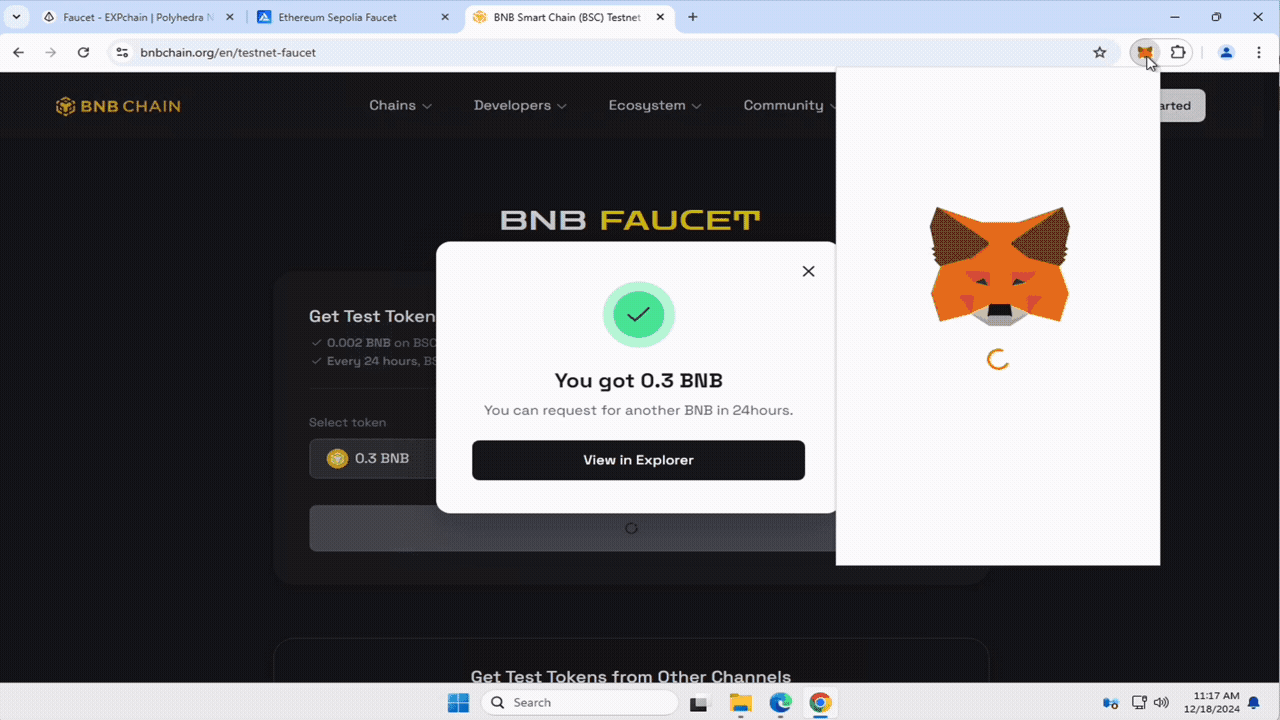 Faucet - EXPchain | Polyhedra N
Ethereum Sepolia Faucet
BNB Smart Chain (BSC) Testnet
bnbchain.org/en/testnet-faucet
BNB CHAIN
Chains
Developers
Ecosystem
Community
arted
BNB FAUCET
Get Test Token
0.002 BNB on BSC
Every 24 hours, BS
Select token
0.3 BNB
You got 0.3 BNB
You can request for another BNB in 24hours.
View in Explorer
Get Test Tokens from Other Channels
Search
11:17 AM
12/18/2024